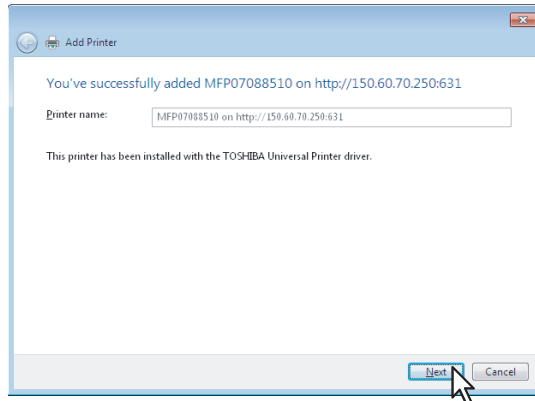 Add Printer
You've successfully added MFP07088510 on http://150.60.70.250:631
Printer name: MFP07088510 on http://150.60.70.250:631
This printer has been installed with the TOSHIBA Universal Printer driver.
Next Cancel